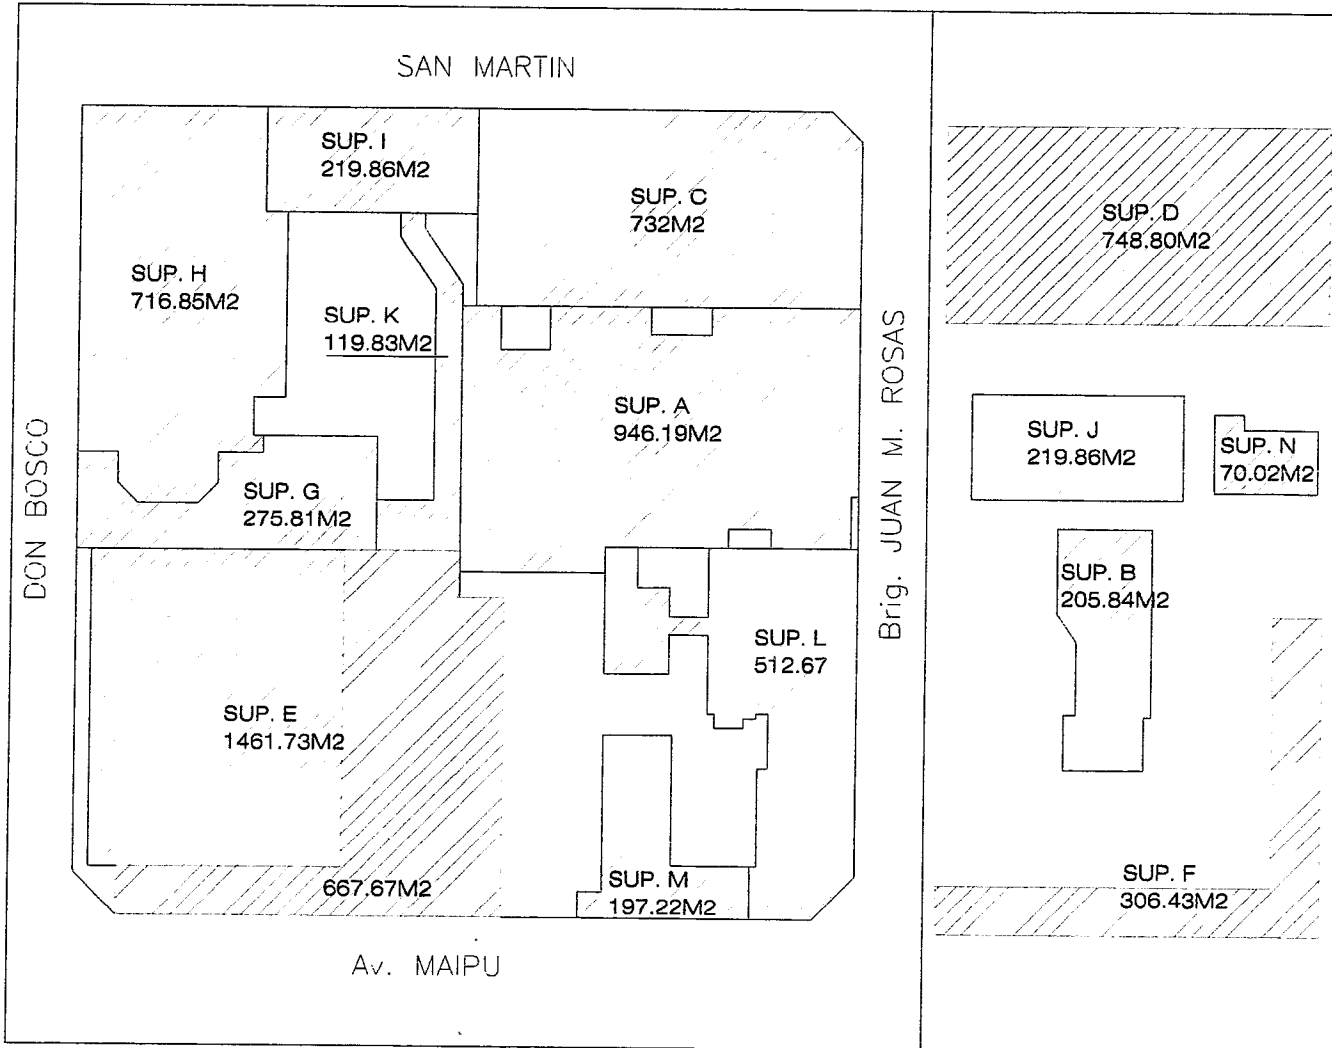 SAN MARTIN
SUP. I
219.86M2
SUP. C
732M2
SUP. D
748.80M2
SUP. H
716.85M2
SUP. K
119.83M2
SUP. A
946.19M2
Brig. JUAN M. ROSAS
SUP. J
219.86M2
SUP. N
70.02M2
DON BOSCO
SUP. G
275.81M2
SUP. B
205.84M2
SUP. L
512.67
SUP. E
1461.73M2
667.67M2
SUP. M
197.22M2
SUP. F
306.43M2
Av. MAIPU